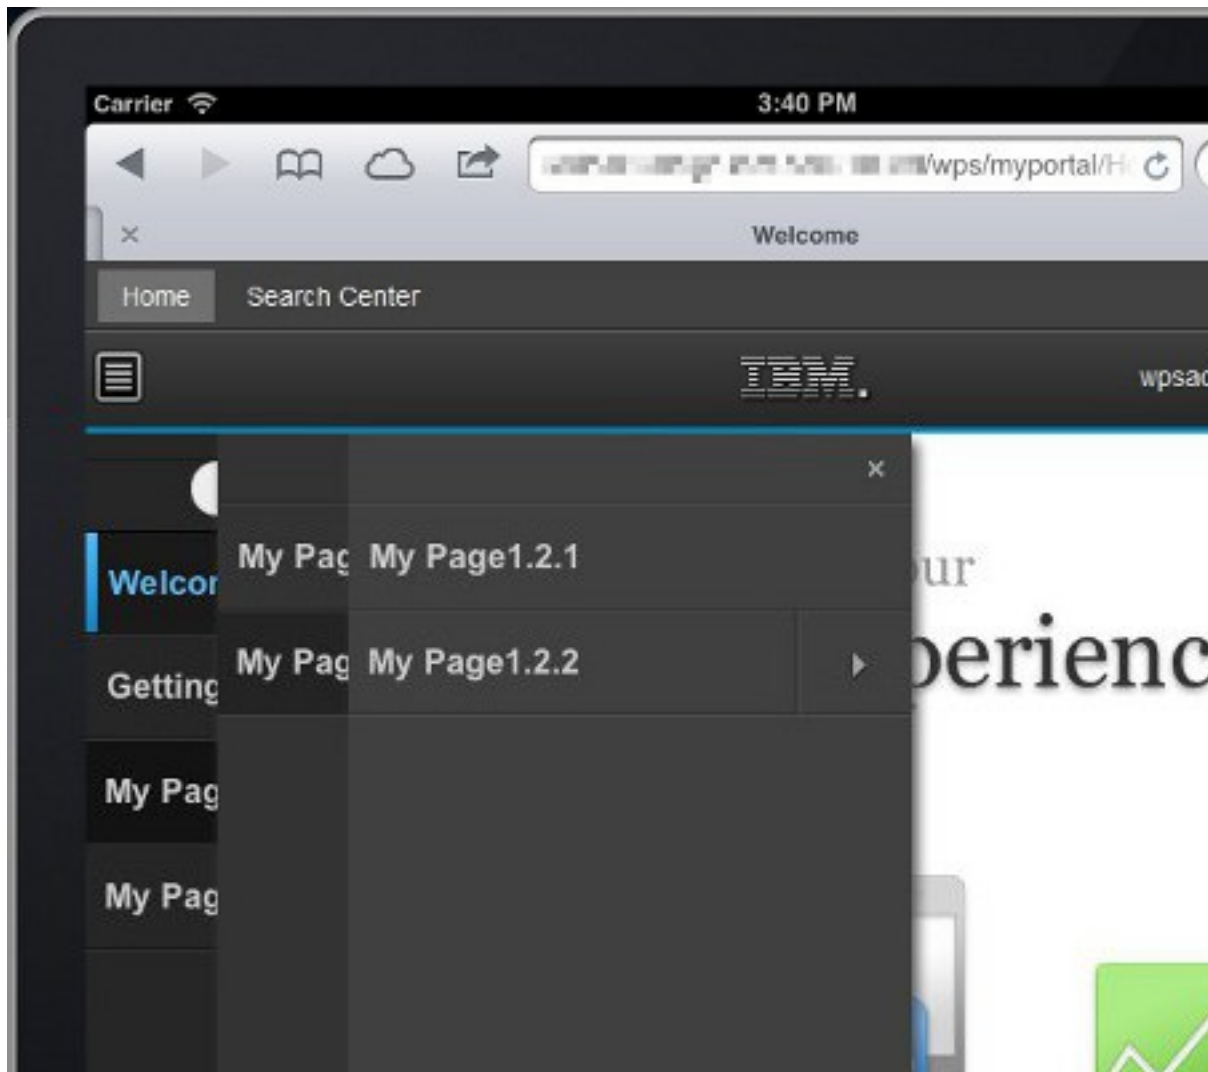 Carrier 3:40 PM
/wps/myportal/H
Welcome
Home Search Center
IBM. wpsad
My Pag My Page1.2.1
Welcom
My Pag My Page1.2.2
Getting
My Pag
My Pag
ur
perienc